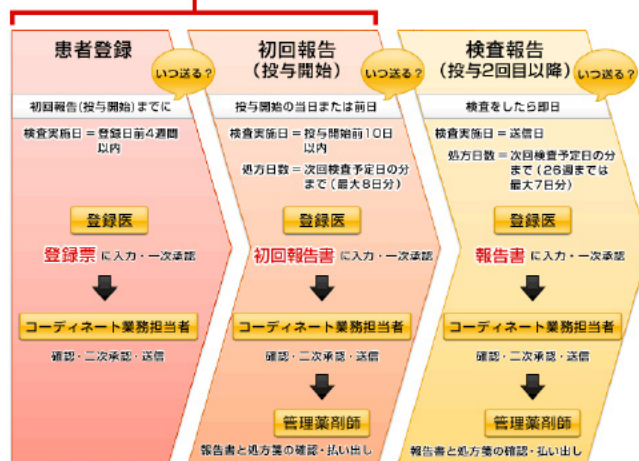 患者登録
いつ送る?
初回報告(投与開始)までに
検査実施日=登録日前4週間
以内
登録医
登録票に入力・一次承認
コーディネート業務担当者
確認・二次承認・送信
初回報告
(投与開始)
いつ送る?
投与開始の当日または前日
検査実施日=投与開始前10日
以内
処方日数=次回検査予定日の分
まで(最大8日分)
登録医
初回報告書に入力・一次承認
コーディネート業務担当者
確認・二次承認・送信
管理薬剤師
報告書と処方箋の確認・払い出し
検査報告
(投与2回目以降)
いつ送る?
検査をしたら即日
検査実施日=送信日
処方日数=次回検査予定日の分
まで(26週までは
最大7日分)
登録医
報告書に入力・一次承認
コーディネート業務担当者
確認・二次承認・送信
管理薬剤師
報告書と処方箋の確認・払い出し